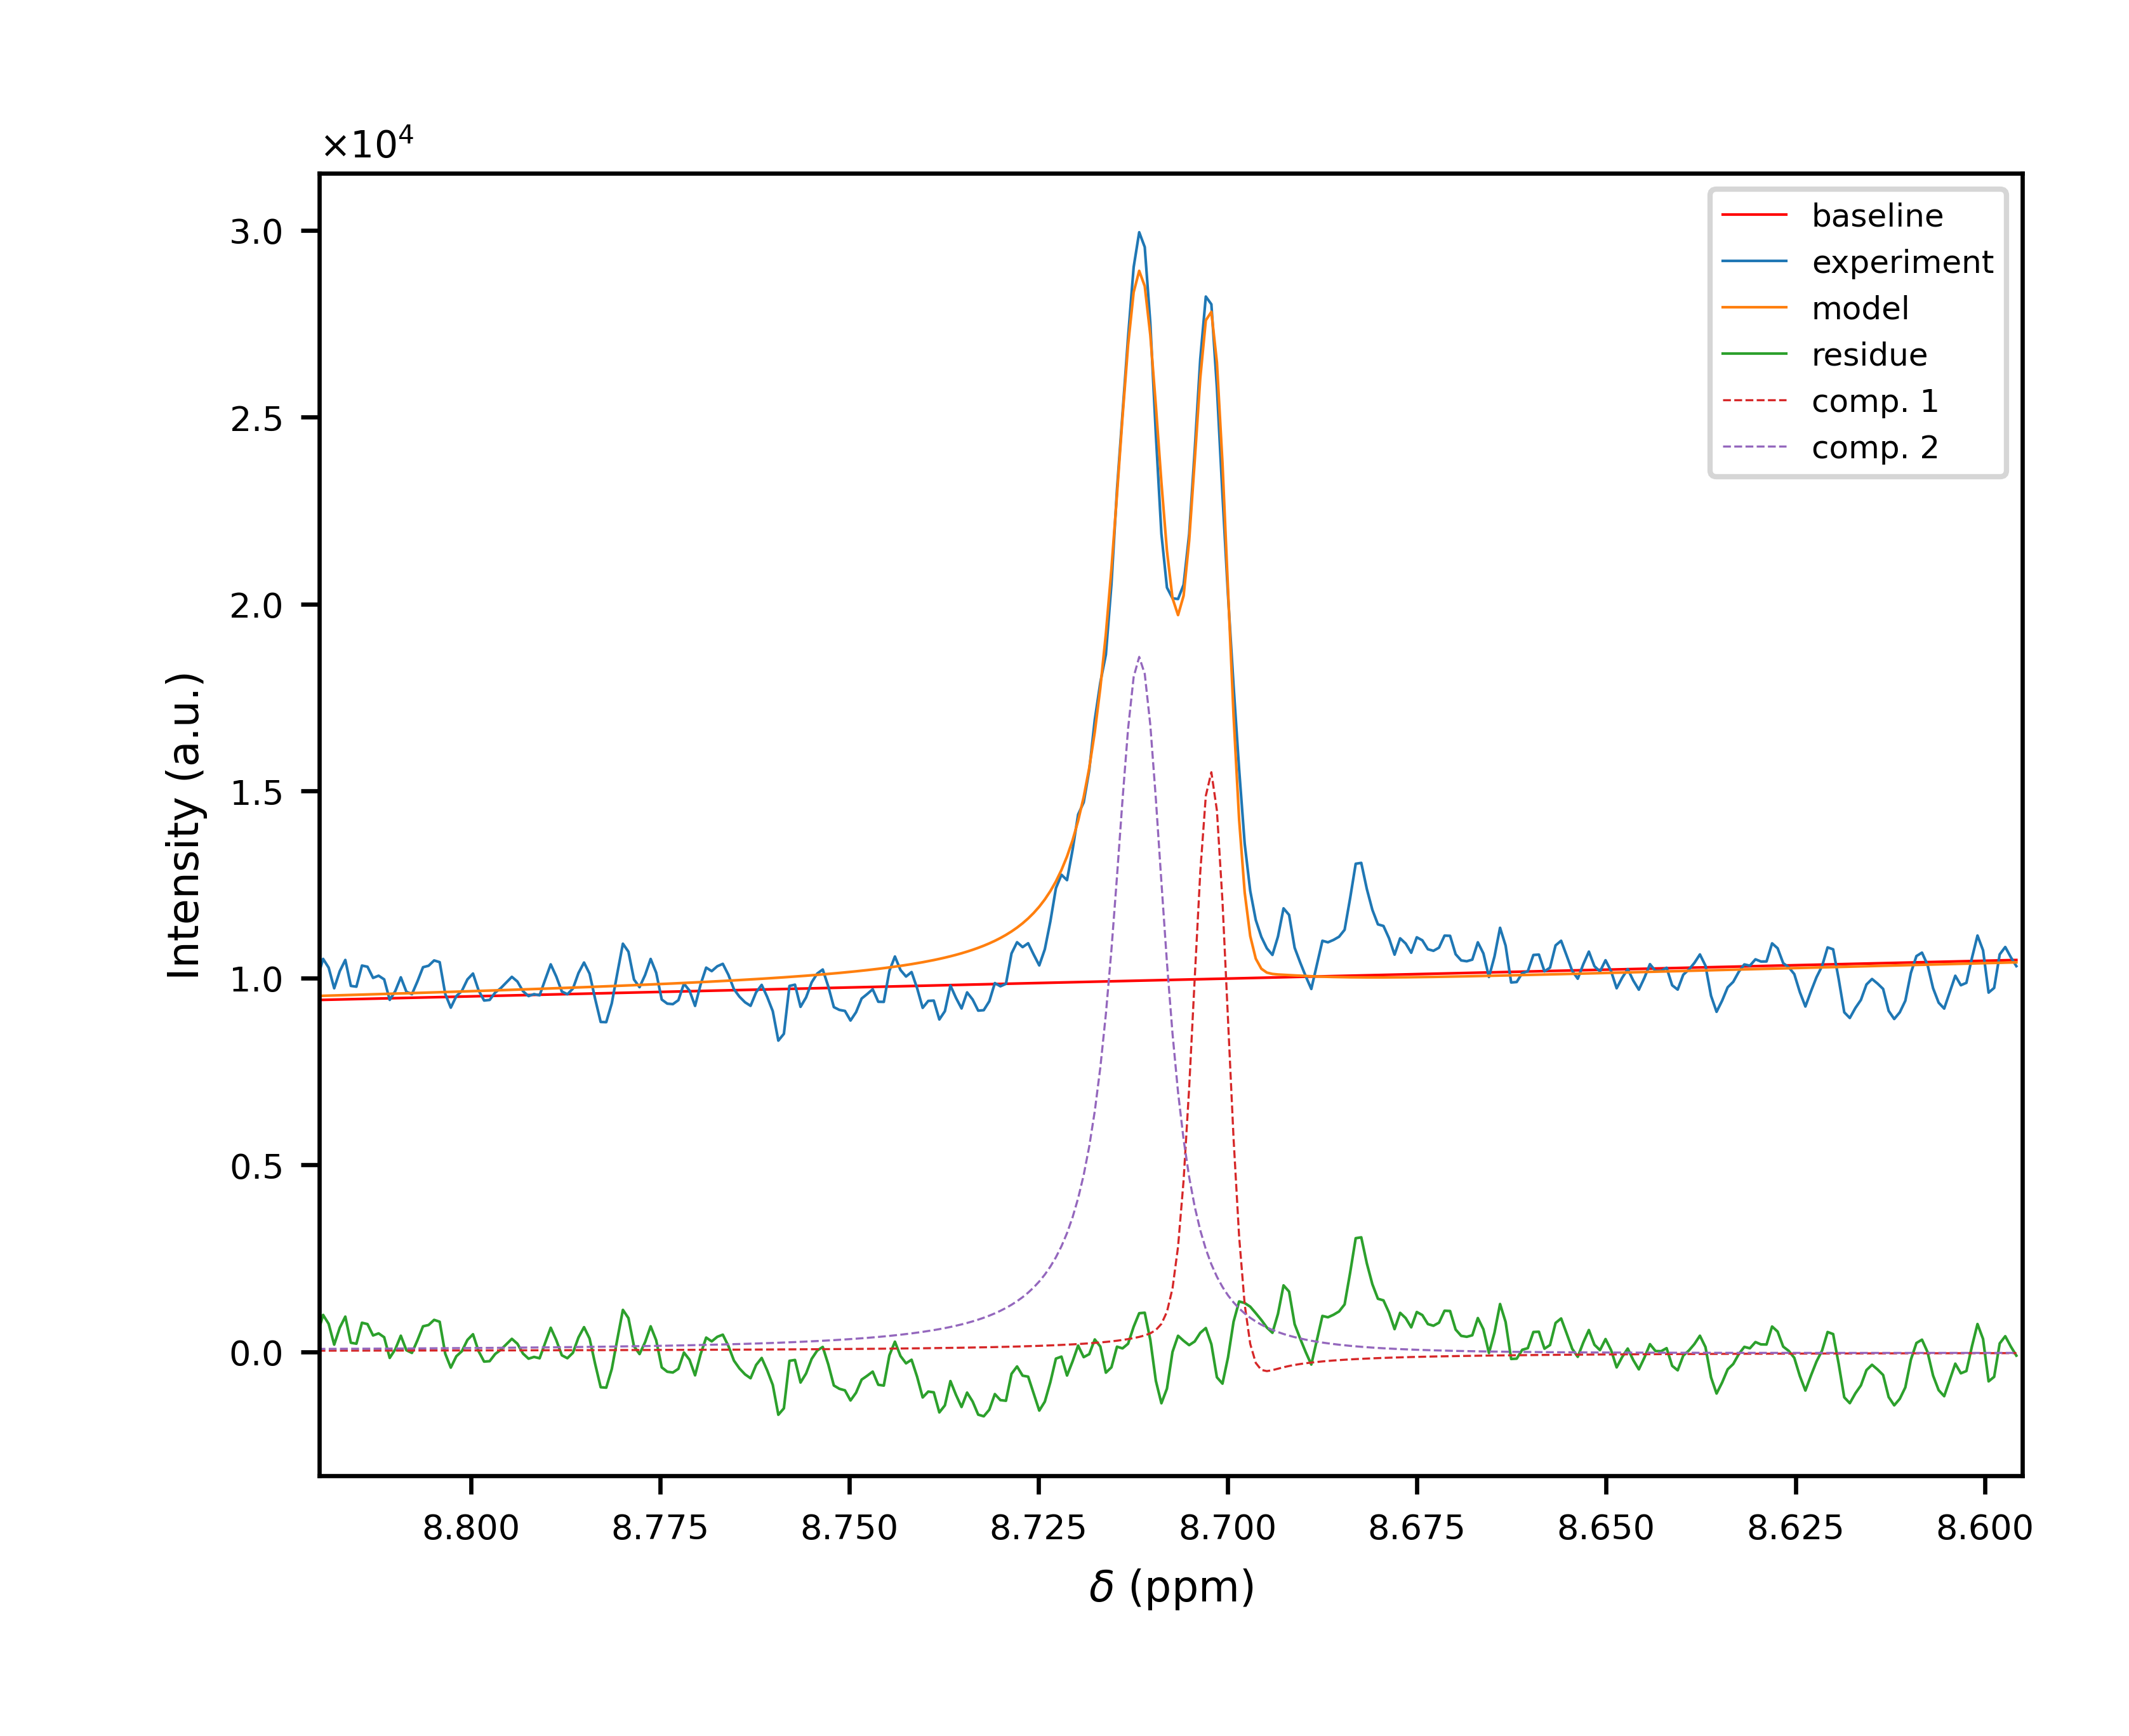 ×10⁴
3.0
2.5
2.0
1.5
1.0
0.5
0.0
Intensity (a.u.)
baseline
experiment
model
residue
comp. 1
comp. 2
8.800 8.775 8.750 8.725 8.700 8.675 8.650 8.625 8.600
δ (ppm)